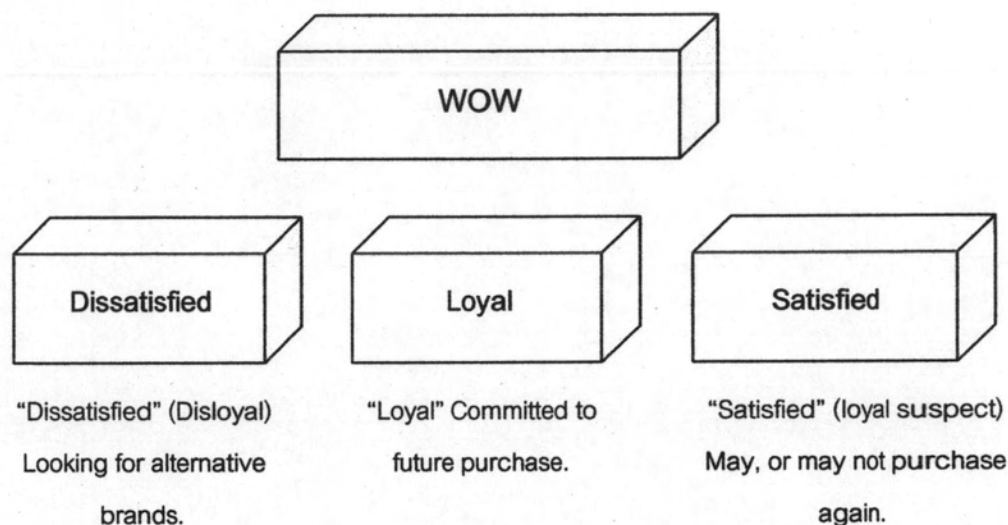 WOW
Dissatisfied
Loyal
Satisfied
“Dissatisfied” (Disloyal)
Looking for alternative
brands.
“Loyal” Committed to
future purchase.
“Satisfied” (loyal suspect)
May, or may not purchase
again.